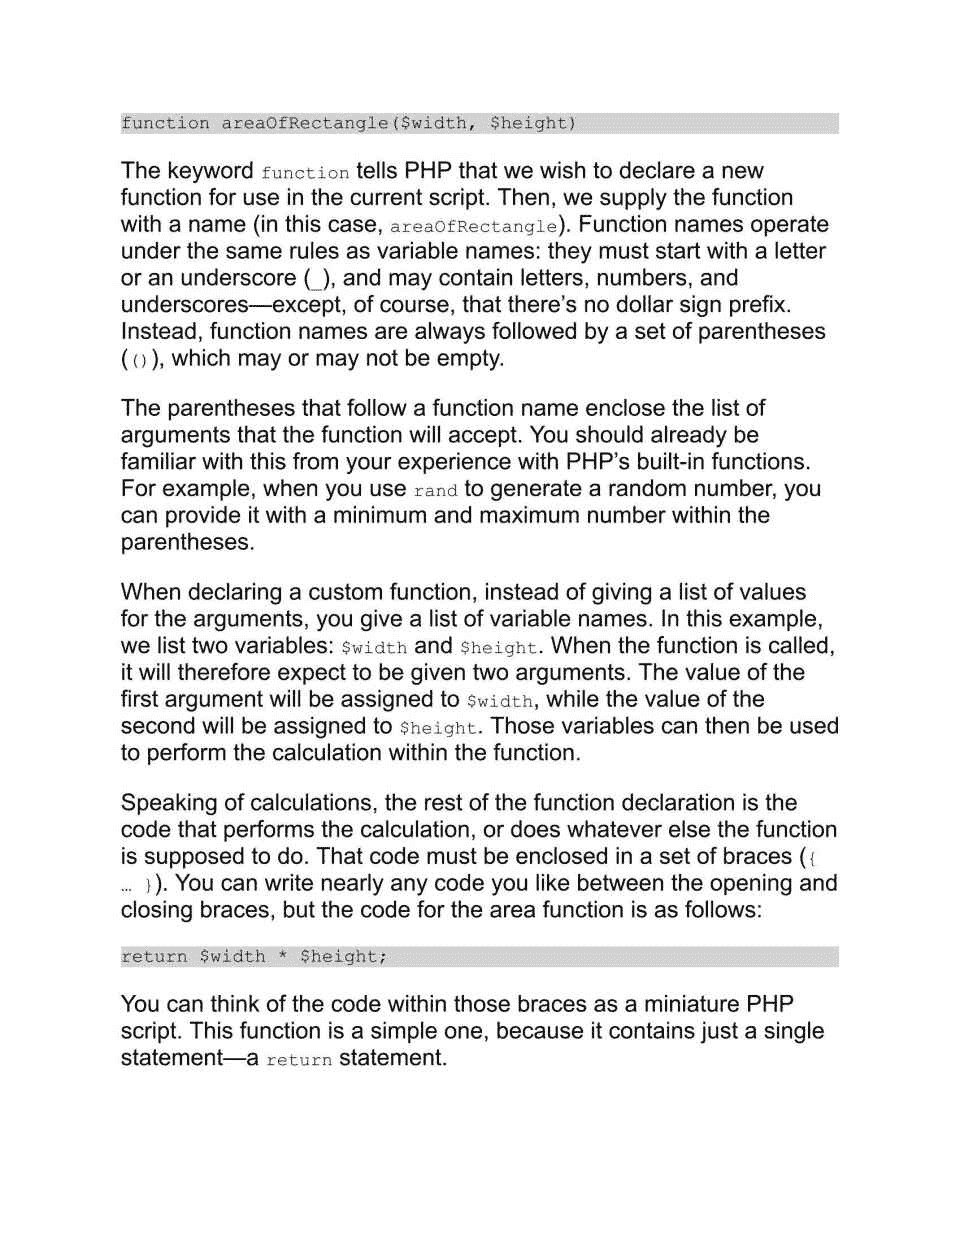 function areaOfRectangle($width, $height)
The keyword function tells PHP that we wish to declare a new
function for use in the current script. Then, we supply the function
with a name (in this case, areaOfRectangle). Function names operate
under the same rules as variable names: they must start with a letter
or an underscore (_), and may contain letters, numbers, and
underscores—except, of course, that there’s no dollar sign prefix.
Instead, function names are always followed by a set of parentheses
(()), which may or may not be empty.
The parentheses that follow a function name enclose the list of
arguments that the function will accept. You should already be
familiar with this from your experience with PHP’s built-in functions.
For example, when you use rand to generate a random number, you
can provide it with a minimum and maximum number within the
parentheses.
When declaring a custom function, instead of giving a list of values
for the arguments, you give a list of variable names. In this example,
we list two variables: $width and $height. When the function is called,
it will therefore expect to be given two arguments. The value of the
first argument will be assigned to $width, while the value of the
second will be assigned to $height. Those variables can then be used
to perform the calculation within the function.
Speaking of calculations, the rest of the function declaration is the
code that performs the calculation, or does whatever else the function
is supposed to do. That code must be enclosed in a set of braces ({
… }). You can write nearly any code you like between the opening and
closing braces, but the code for the area function is as follows:
return $width * $height;
You can think of the code within those braces as a miniature PHP
script. This function is a simple one, because it contains just a single
statement—a return statement.